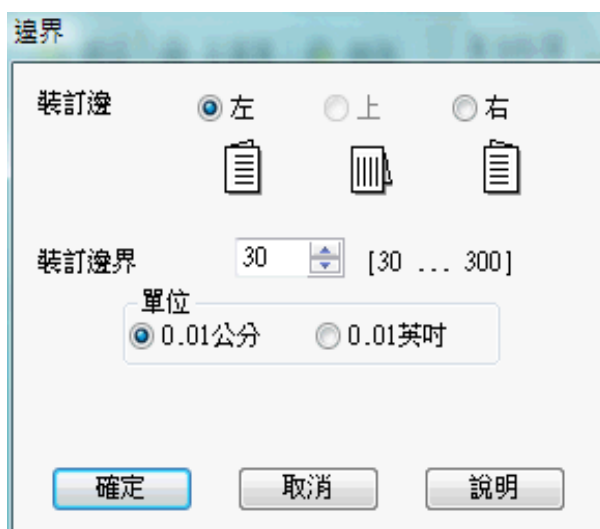 邊界
裝訂邊 左 上 右
裝訂邊界 30 [30 ... 300]
單位
0.01公分 0.01英吋
確定 取消 說明